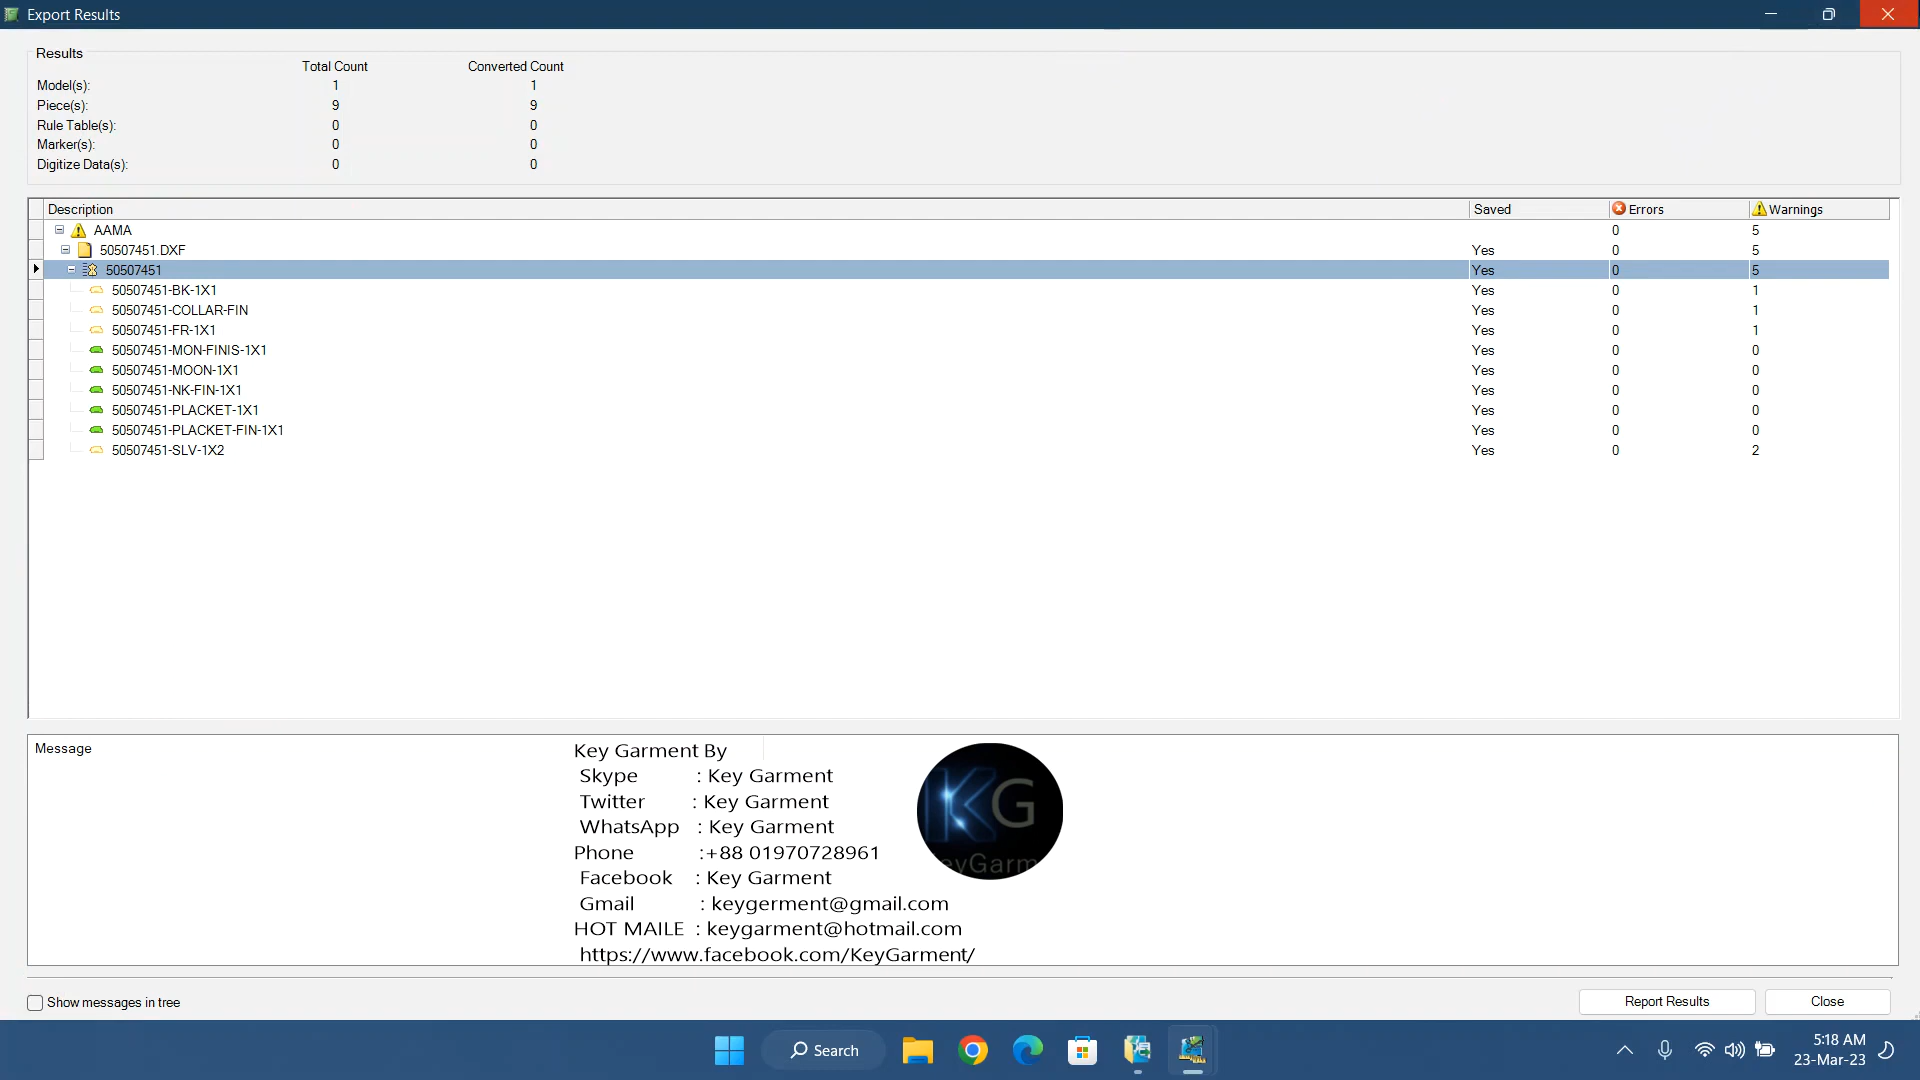 Export Results
Results
Total Count Converted Count
Model(s): 1 1
Piece(s): 9 9
Rule Table(s): 0 0
Marker(s): 0 0
Digitize Data(s): 0 0
Description Saved Errors Warnings
AAMA 0 5
50507451.DXF Yes 0 5
50507451 Yes 0 5
50507451-BK-1X1 Yes 0 1
50507451-COLLAR-FIN Yes 0 1
50507451-FR-1X1 Yes 0 1
50507451-MON-FINIS-1X1 Yes 0 0
50507451-MOON-1X1 Yes 0 0
50507451-NK-FIN-1X1 Yes 0 0
50507451-PLACKET-1X1 Yes 0 0
50507451-PLACKET-FIN-1X1 Yes 0 0
50507451-SLV-1X2 Yes 0 2
Message
Key Garment By
Skype : Key Garment
Twitter : Key Garment
WhatsApp : Key Garment
Phone :+88 01970728961
Facebook : Key Garment
Gmail : keygerment@gmail.com
HOT MAILE : keygarment@hotmail.com
https://www.facebook.com/KeyGarment/
KG
Show messages in tree
Report Results Close
Search
5:18 AM
23-Mar-23